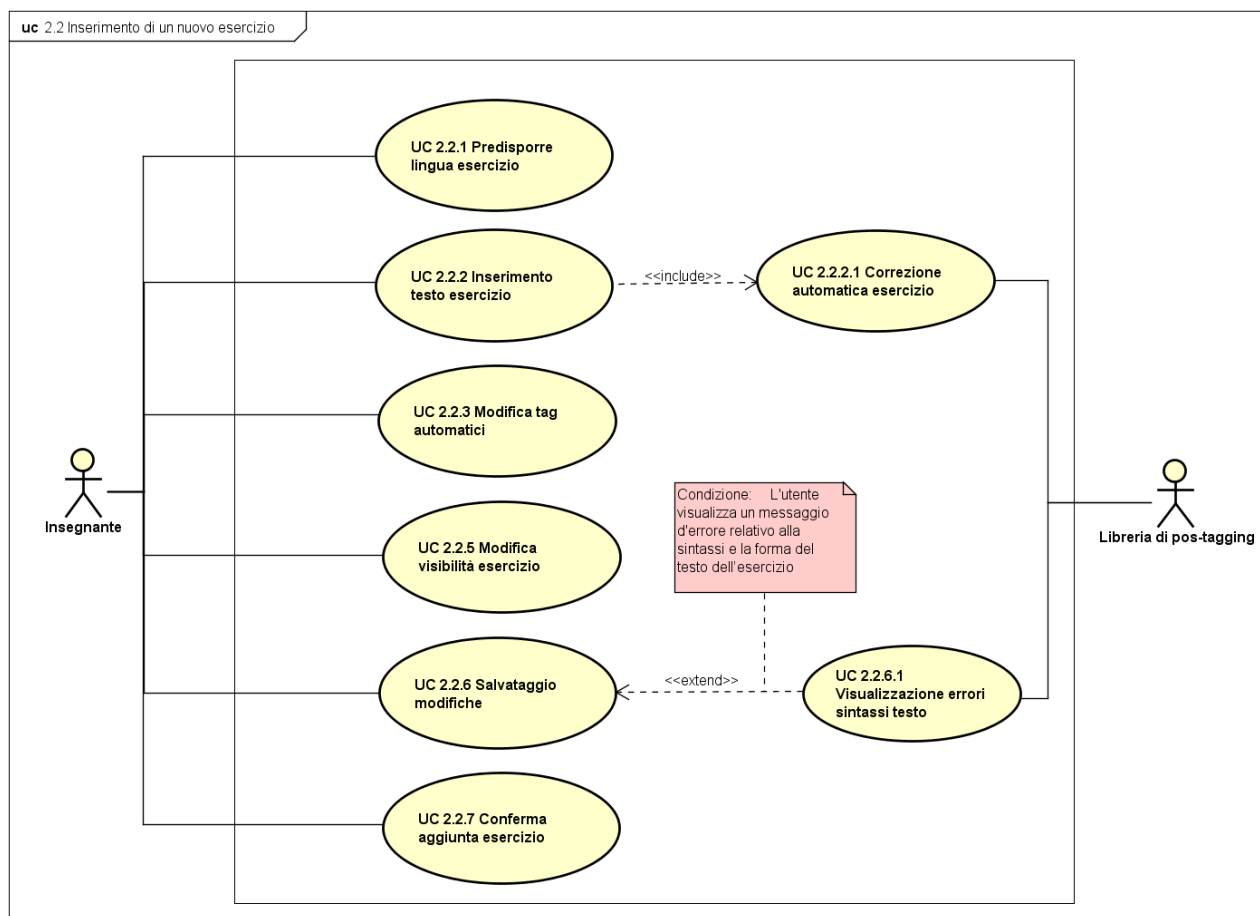 uc 2.2 Inserimento di un nuovo esercizio
UC 2.2.1 Predisporre
lingua esercizio
UC 2.2.2 Inserimento
testo esercizio
<<include>>
UC 2.2.2.1 Correzione
automatica esercizio
UC 2.2.3 Modifica tag
automatici
Insegnante
Condizione: L'utente
visualizza un messaggio
d'errore relativo alla
sintassi e la forma del
testo dell'esercizio
Libreria di pos-tagging
UC 2.2.5 Modifica
visibilità esercizio
UC 2.2.6 Salvataggio
modifiche
<<extend>>
UC 2.2.6.1
Visualizzazione errori
sintassi testo
UC 2.2.7 Conferma
aggiunta esercizio